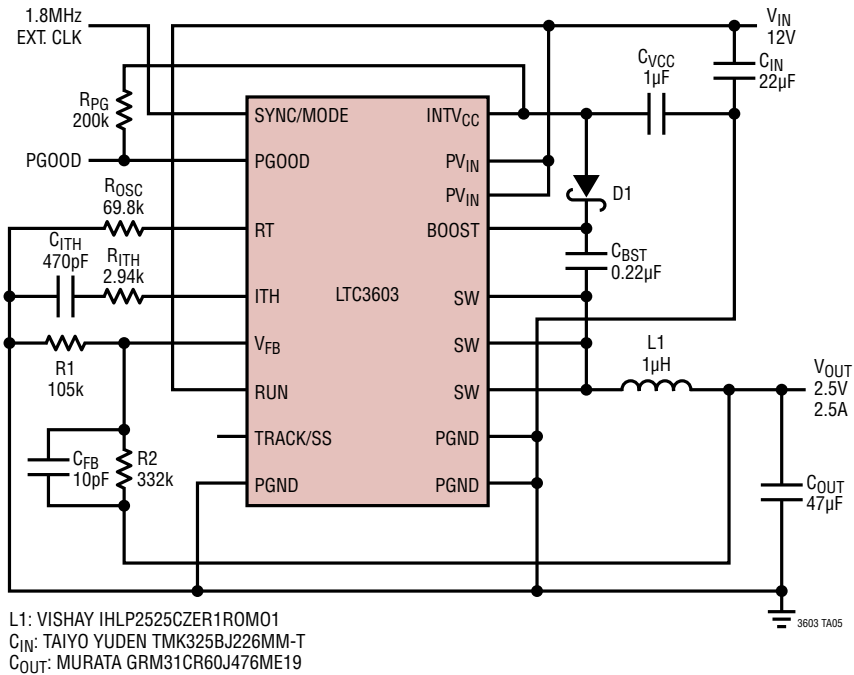 1.8MHz
EXT. CLK
VIN
12V
CVCC
1µF
CIN
22µF
RPG
200k
SYNC/MODE
INTVCC
PGOOD
PGOOD
PVIN
PVIN
ROSC
69.8k
D1
RT
BOOST
CITH
470pF
RITH
2.94k
CBST
0.22µF
ITH
LTC3603
SW
VFB
SW
R1
105k
L1
1µH
RUN
SW
VOUT
2.5V
2.5A
TRACK/SS
PGND
CFB
10pF
R2
332k
PGND
PGND
COUT
47µF
3603 TA05
L1: VISHAY IHLP2525CZER1ROMO1
CIN: TAIYO YUDEN TMK325BJ226MM-T
COUT: MURATA GRM31CR60J476ME19